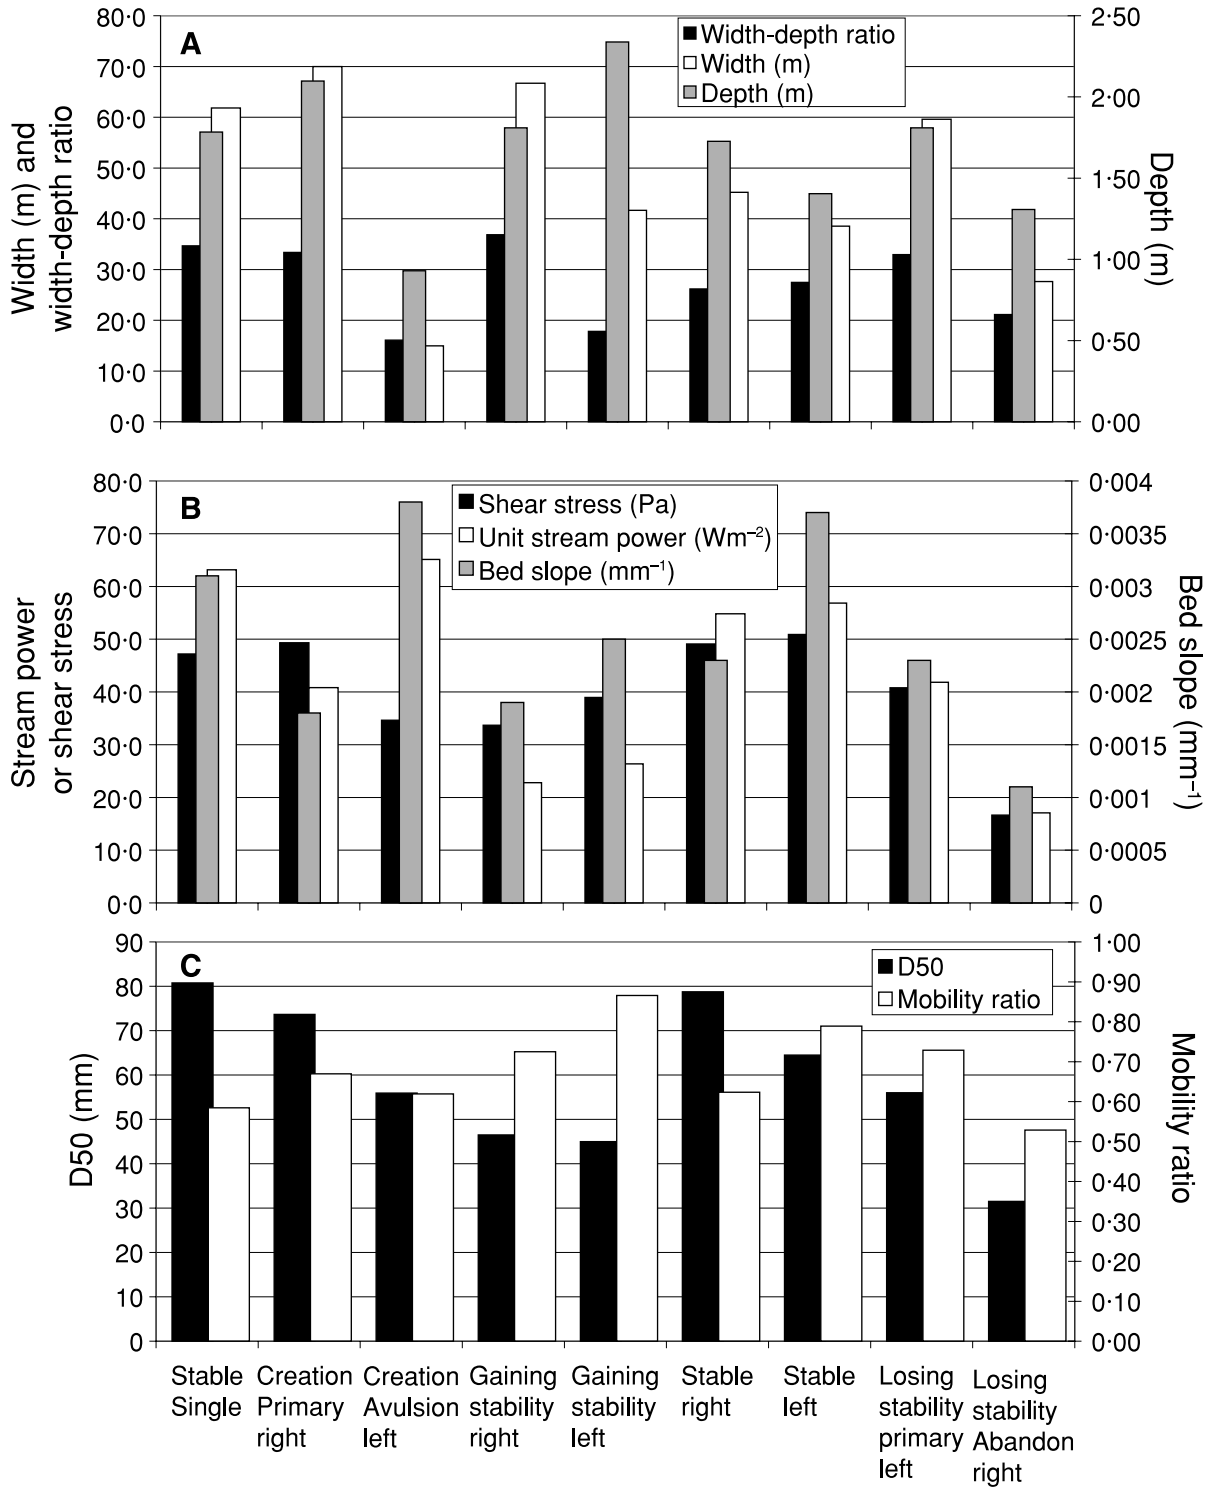 A
Width-depth ratio
Width (m)
Depth (m)
Width (m) and
width-depth ratio
80·0
70·0
60·0
50·0
40·0
30·0
20·0
10·0
0·0
2·50
2·00
1·50
1·00
0·50
0·00
Depth (m)
B
Shear stress (Pa)
Unit stream power (Wm–2)
Bed slope (mm–1)
Stream power
or shear stress
80·0
70·0
60·0
50·0
40·0
30·0
20·0
10·0
0·0
0·004
0·0035
0·003
0·0025
0·002
0·0015
0·001
0·0005
0
Bed slope (mm–1)
C
D50
Mobility ratio
D50 (mm)
90
80
70
60
50
40
30
20
10
0
1·00
0·90
0·80
0·70
0·60
0·50
0·40
0·30
0·20
0·10
0·00
Mobility ratio
Stable
Single
Creation
Primary
right
Creation
Avulsion
left
Gaining
stability
right
Gaining
stability
left
Stable
right
Stable
left
Losing
stability
primary
left
Losing
stability
Abandon
right